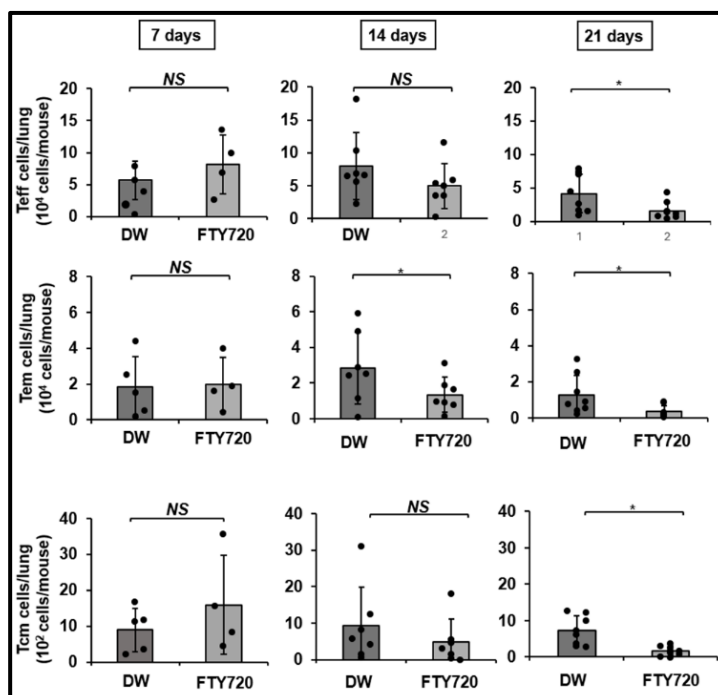 7 days
14 days
21 days
Teff cells/lung
(10⁴ cells/mouse)
20
15
10
5
0
NS
DW
FTY720
20
15
10
5
0
NS
DW
2
20
15
10
5
0
*
1
2
Tem cells/lung
(10⁴ cells/mouse)
8
6
4
2
0
NS
DW
FTY720
8
6
4
2
0
*
DW
FTY720
8
6
4
2
0
*
DW
FTY720
Tcm cells/lung
(10² cells/mouse)
40
30
20
10
0
NS
DW
FTY720
40
30
20
10
0
NS
DW
FTY720
40
30
20
10
0
*
DW
FTY720